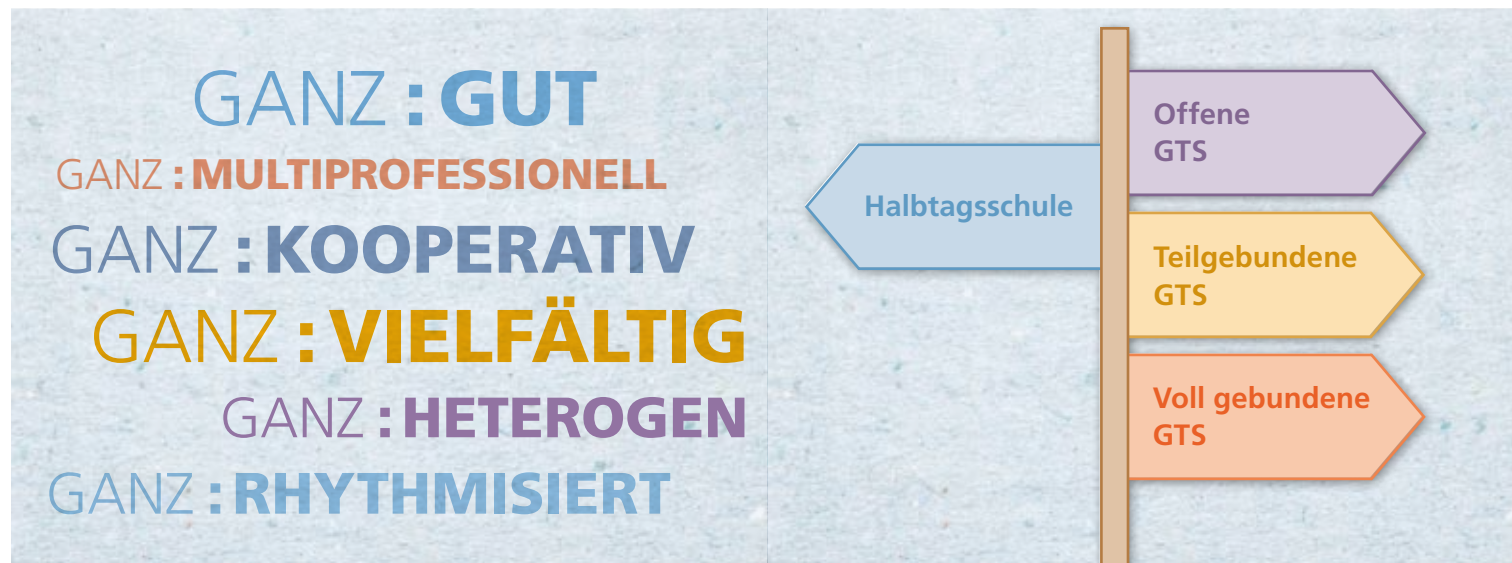 GANZ : GUT
GANZ : MULTIPROFESSIONELL
GANZ : KOOPERATIV
GANZ : VIELFÄLTIG
GANZ : HETEROGEN
GANZ : RHYTHMISIERT
Halbtagsschule
Offene
GTS
Teilgebundene
GTS
Voll gebundene
GTS